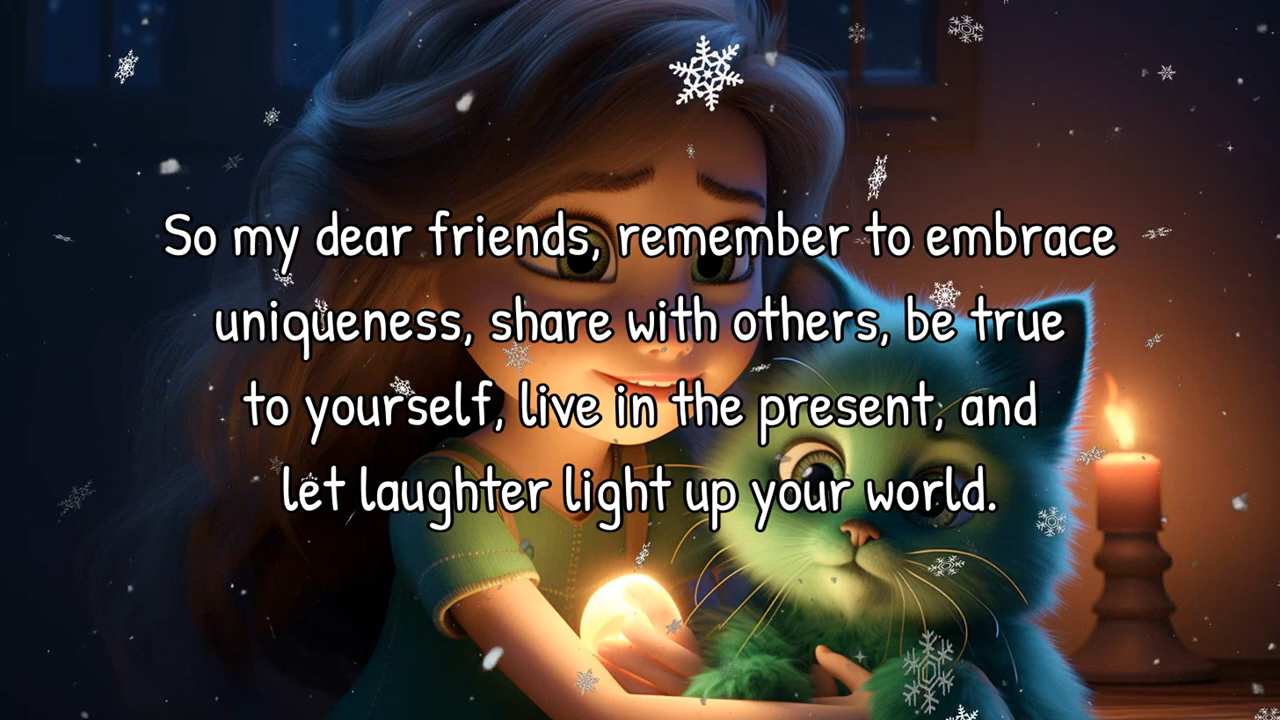 So my dear friends, remember to embrace
uniqueness, share with others, be true
to yourself, live in the present, and
let laughter light up your world.